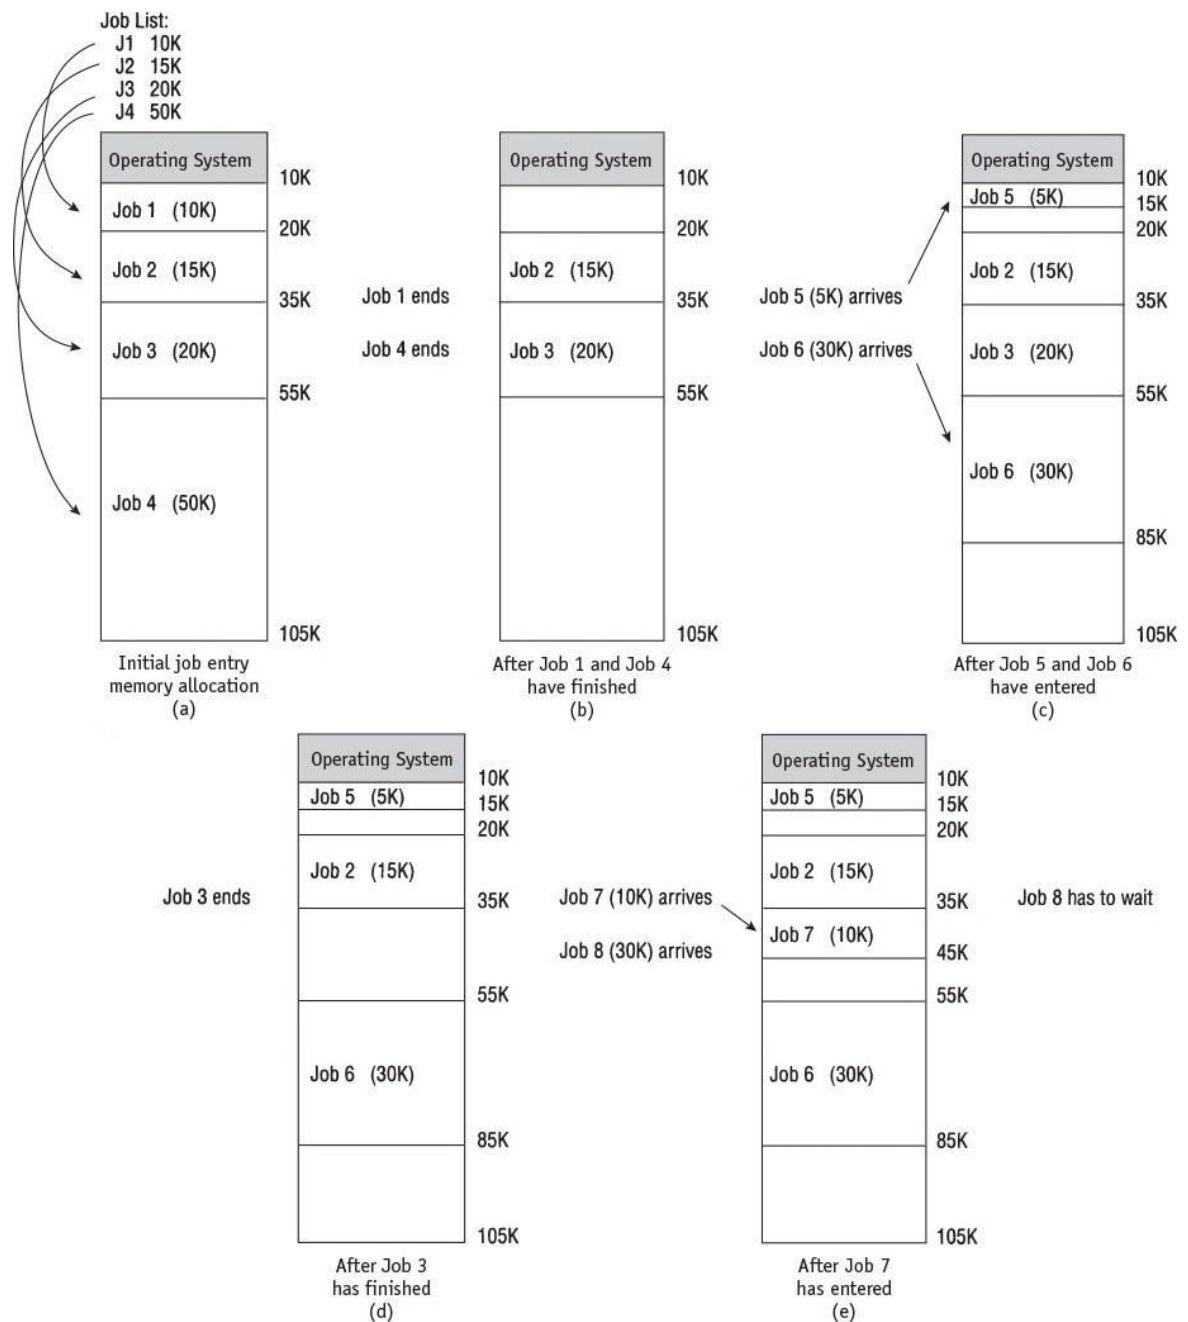 Job List:
J1 10K
J2 15K
J3 20K
J4 50K
Operating System
10K
Job 1 (10K)
20K
Job 2 (15K)
35K
Job 3 (20K)
55K
Job 4 (50K)
105K
Initial job entry
memory allocation
(a)
Job 1 ends
Job 4 ends
Operating System
10K
20K
Job 2 (15K)
35K
Job 3 (20K)
55K
105K
After Job 1 and Job 4
have finished
(b)
Job 5 (5K) arrives
Job 6 (30K) arrives
Operating System
10K
Job 5 (5K)
15K
20K
Job 2 (15K)
35K
Job 3 (20K)
55K
Job 6 (30K)
85K
105K
After Job 5 and Job 6
have entered
(c)
Job 3 ends
Operating System
10K
Job 5 (5K)
15K
20K
Job 2 (15K)
35K
55K
Job 6 (30K)
85K
105K
After Job 3
has finished
(d)
Job 7 (10K) arrives
Job 8 (30K) arrives
Operating System
10K
Job 5 (5K)
15K
20K
Job 2 (15K)
35K
Job 7 (10K)
45K
55K
Job 6 (30K)
85K
105K
After Job 7
has entered
(e)
Job 8 has to wait